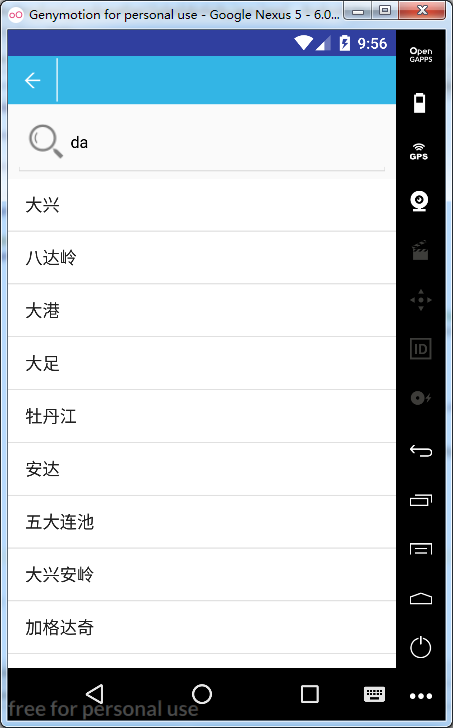 Genymotion for personal use - Google Nexus 5 - 6.0...
9:56
Open
GAPPS
da
GPS
大兴
八达岭
大港
ID
大足
牡丹江
安达
五大连池
大兴安岭
加格达奇
free for personal use